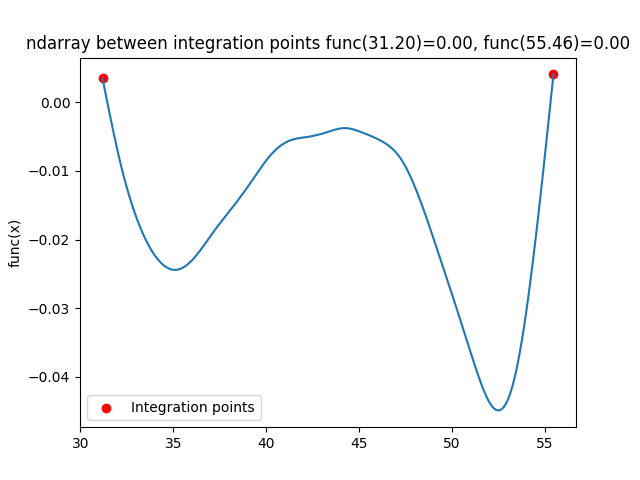 ndarray between integration points func(31.20)=0.00, func(55.46)=0.00
func(x)
0.00
−0.01
−0.02
−0.03
−0.04
Integration points
30 35 40 45 50 55